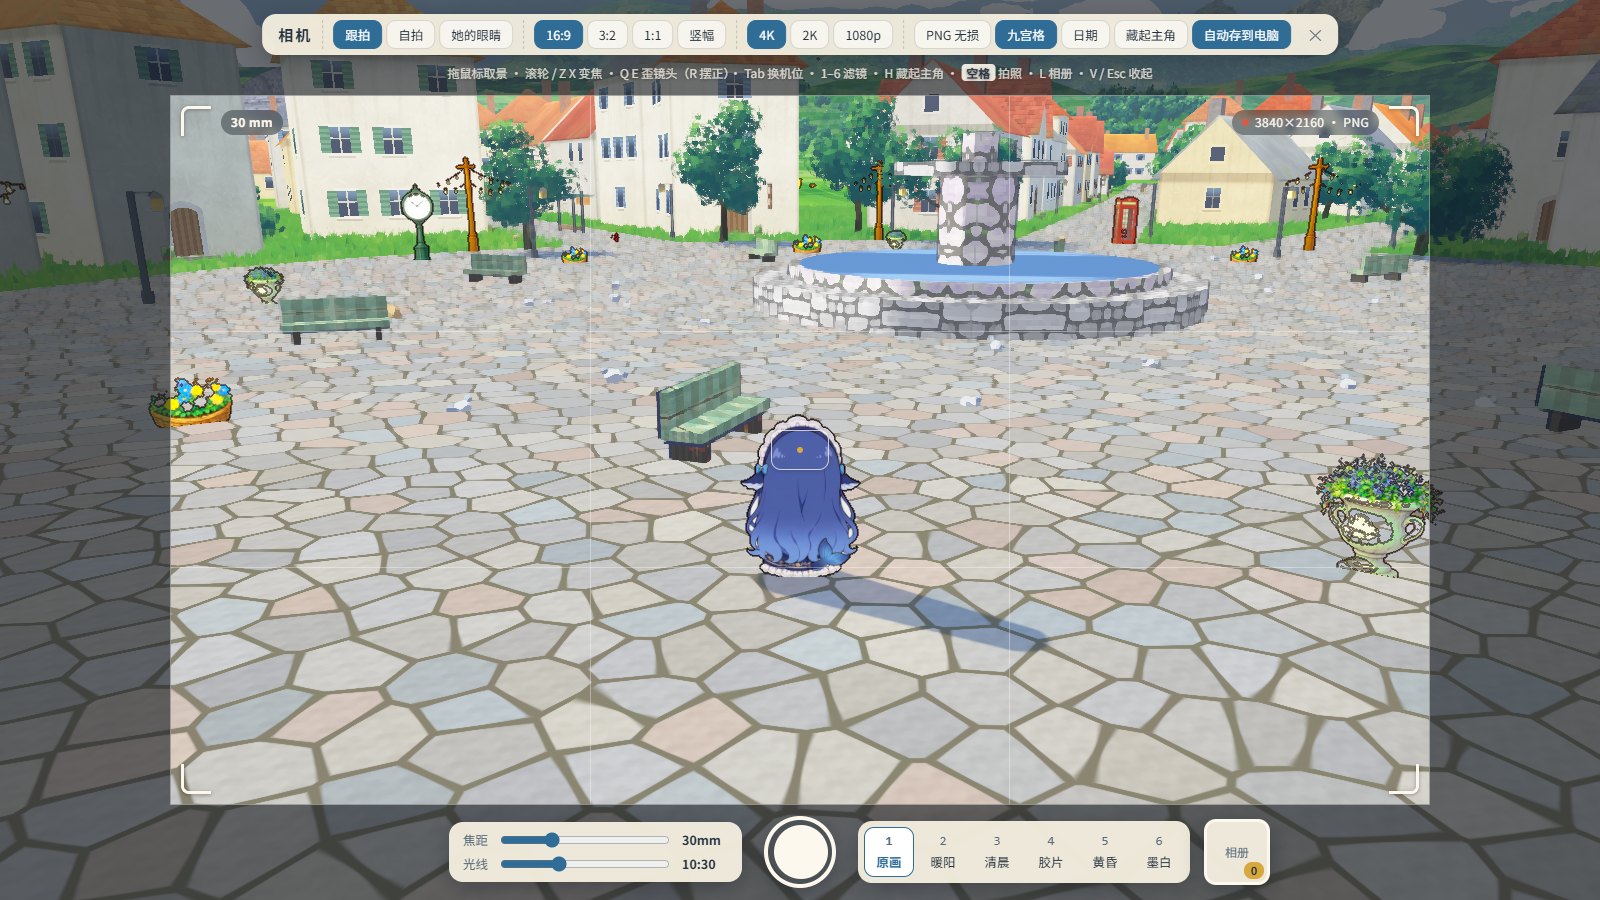 相机 跟拍 自拍 她的眼睛 16:9 3:2 1:1 竖幅 4K 2K 1080p PNG 无损 九宫格 日期 藏起主角 自动存到电脑
拖鼠标取景 · 滚轮 / Z X 变焦 · Q E 歪镜头（R 摆正）· Tab 换机位 · 1–6 滤镜 · H 藏起主角 · 空格 拍照 · L 相册 · V / Esc 收起
30 mm
3840×2160 · PNG
焦距 30mm
光线 10:30
1 2 3 4 5 6
原画 暖阳 清晨 胶片 黄昏 墨白
相册
0